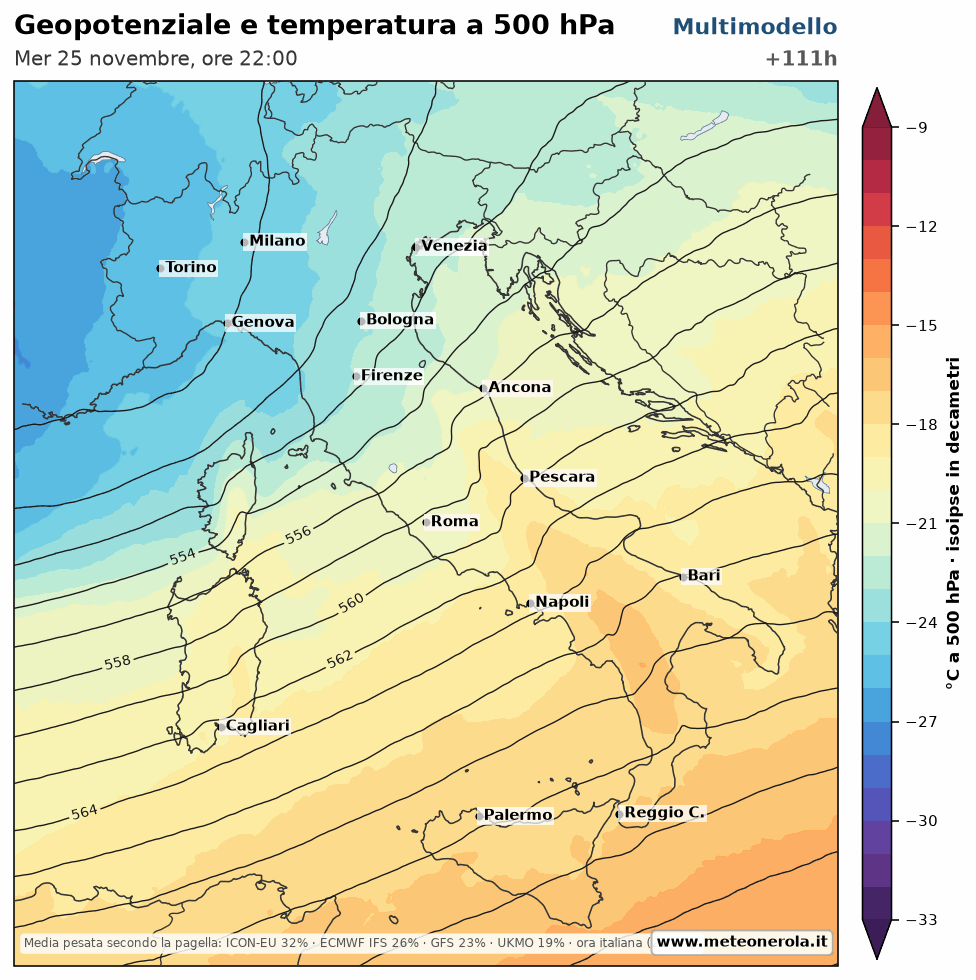 Geopotenziale e temperatura a 500 hPa
Multimodello
Mer 25 novembre, ore 22:00
+111h
Milano
Venezia
Torino
Genova
Bologna
Firenze
Ancona
Pescara
Roma
554
556
Bari
Napoli
560
558
562
Cagliari
564
Palermo
Reggio C.
−9
−12
−15
−18
−21
−24
−27
−30
−33
°C a 500 hPa · isoipse in decametri
Media pesata secondo la pagella: ICON-EU 32% · ECMWF IFS 26% · GFS 23% · UKMO 19% · ora italiana (
www.meteonerola.it